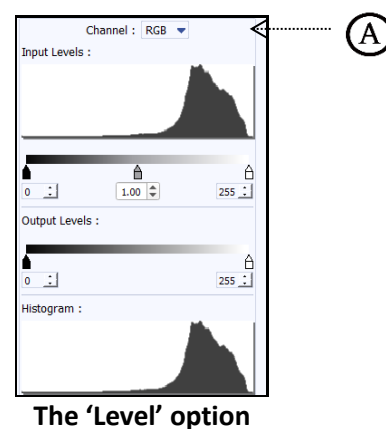 Channel : RGB
A
Input Levels :
0 1.00 255
Output Levels :
0 255
Histogram :
The ‘Level’ option